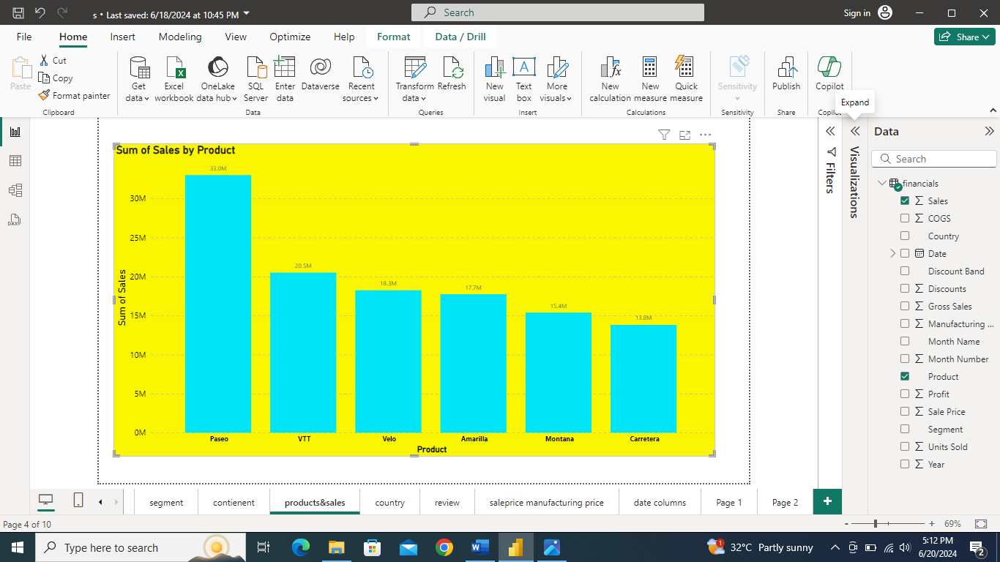 s • Last saved: 6/18/2024 at 10:45 PM
Search
Sign in
File Home Insert Modeling View Optimize Help Format Data / Drill
Share
Paste
Cut
Copy
Format painter
Clipboard
Get data
Excel workbook
OneLake data hub
SQL Server
Enter data
Dataverse
Recent sources
Data
Transform data
Refresh
Queries
New visual
Text box
More visuals
Insert
New calculation
New measure
Quick measure
Calculations
Sensitivity
Sensitivity
Publish
Share
Copilot
Expand
Sum of Sales by Product
33.0M
20.5M
18.3M
17.7M
15.4M
13.8M
30M
25M
20M
15M
10M
5M
0M
Sum of Sales
Paseo VTT Velo Amarilla Montana Carretera
Product
Filters
Visualizations
Data
Search
financials
Sales
COGS
Country
Date
Discount Band
Discounts
Gross Sales
Manufacturing ...
Month Name
Month Number
Product
Profit
Sale Price
Segment
Units Sold
Year
segment contienent products&sales country review saleprice manufacturing price date columns Page 1 Page 2
Page 4 of 10
- + 69%
Type here to search
1
32°C Partly sunny
5:12 PM
6/20/2024
2